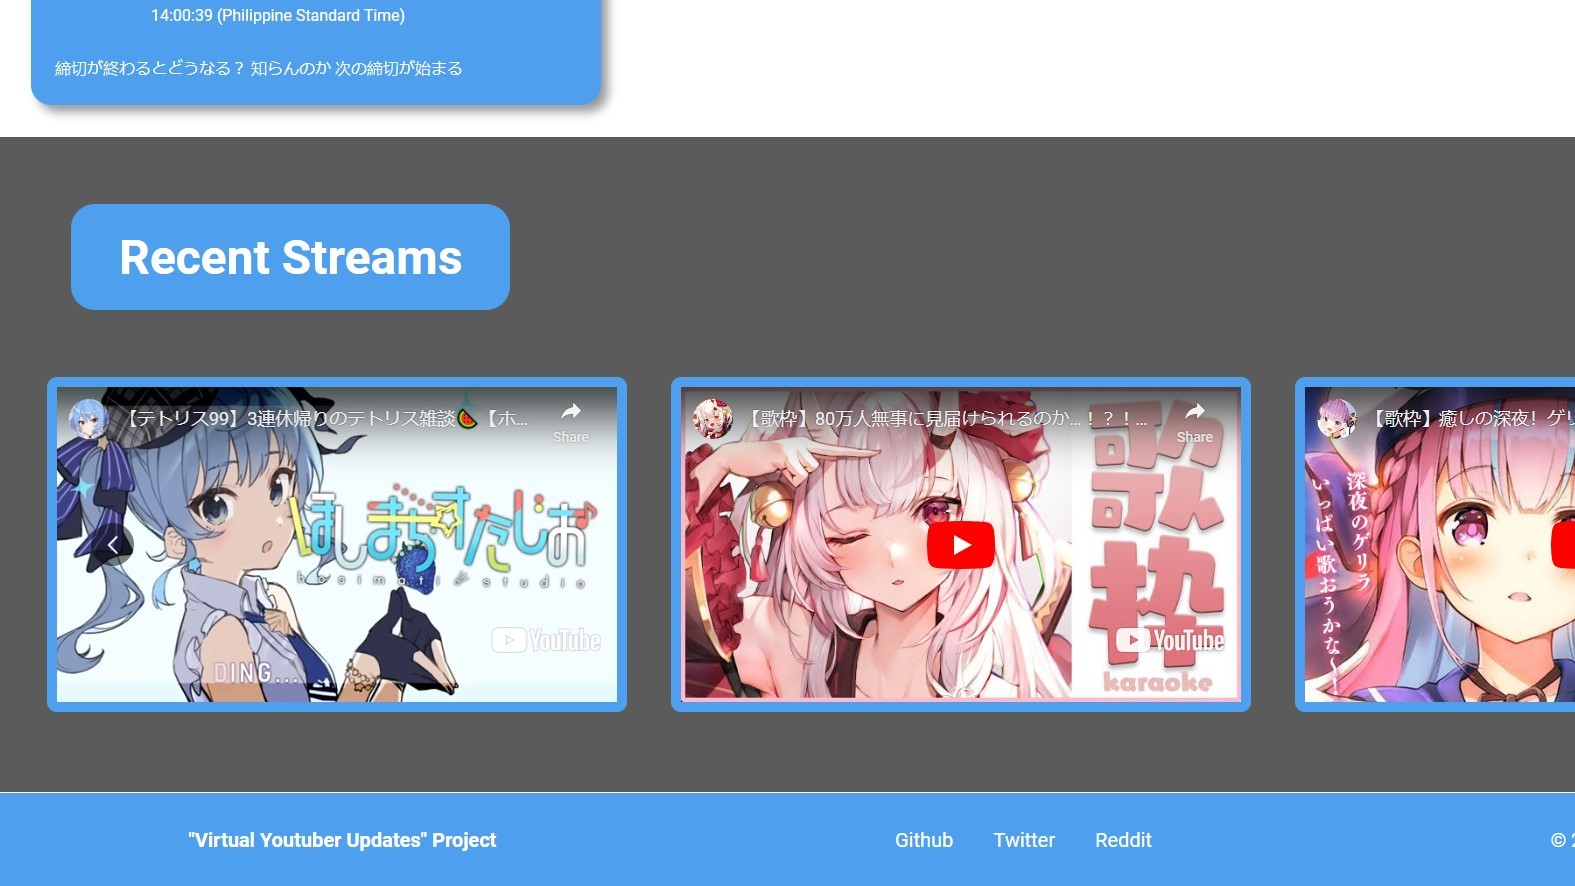 14:00:39 (Philippine Standard Time)
締切が終わるとどうなる？ 知らんのか 次の締切が始まる
Recent Streams
【テトリス99】3連休帰りのテトリス雑談🍉【ホ...
Share
ほしまちすたじお
hosimati studio
DING...
YouTube
【歌枠】80万人無事に見届けられるのか...！？！...
Share
歌
歌
枠
karaoke
YouTube
【歌枠】癒しの深夜！ゲリ
深夜のゲリラ
いっぱい歌おうかな～！
"Virtual Youtuber Updates" Project
Github Twitter Reddit
© 2